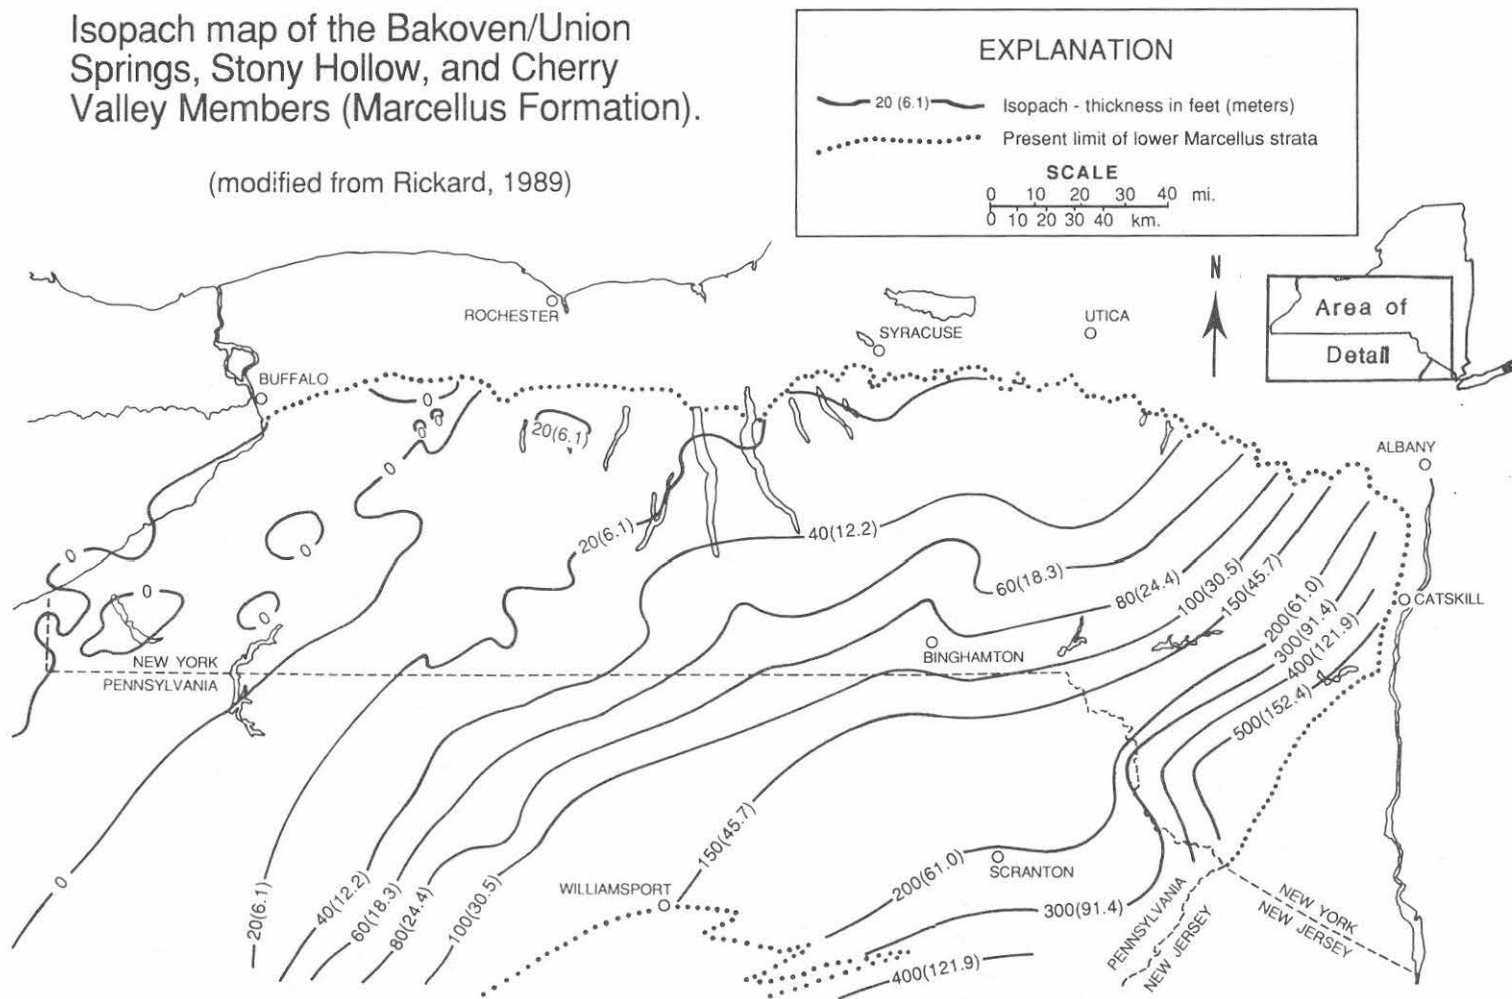 Isopach map of the Bakoven/Union
Springs, Stony Hollow, and Cherry
Valley Members (Marcellus Formation).
(modified from Rickard, 1989)
EXPLANATION
20 (6.1)
Isopach - thickness in feet (meters)
Present limit of lower Marcellus strata
SCALE
0 10 20 30 40 mi.
0 10 20 30 40 km.
N
Area of
Detail
ROCHESTER
SYRACUSE
UTICA
BUFFALO
ALBANY
0
20(6.1)
0
0
0
20(6.1)
40(12.2)
60(18.3)
80(24.4)
100(30.5)
150(45.7)
200(61.0)
300(91.4)
400(121.9)
500(152.4)
CATSKILL
0
0
BINGHAMTON
NEW YORK
PENNSYLVANIA
0
20(6.1)
40(12.2)
60(18.3)
80(24.4)
100(30.5)
150(45.7)
WILLIAMSPORT
200(61.0)
SCRANTON
300(91.4)
400(121.9)
PENNSYLVANIA
NEW JERSEY
NEW YORK
NEW JERSEY